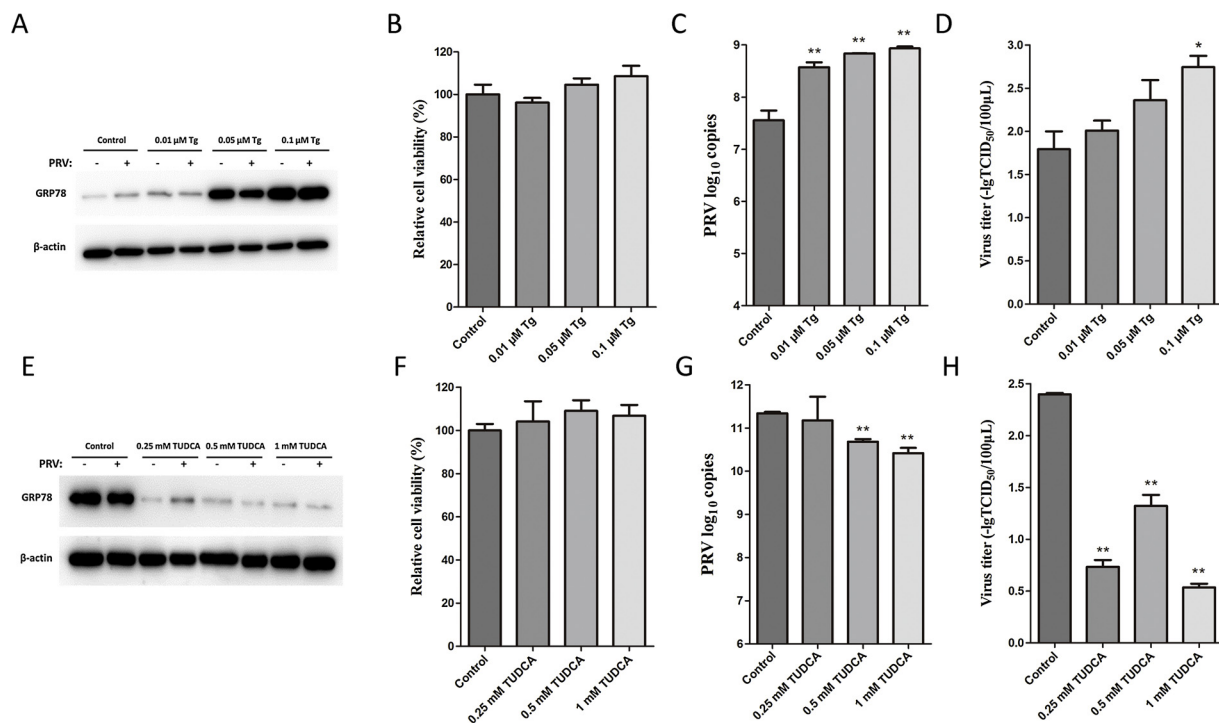 A
Control 0.01 μM Tg 0.05 μM Tg 0.1 μM Tg
PRV: - + - + - + - +
GRP78
β-actin
B
Relative cell viability (%)
120
100
80
60
40
20
0
Control 0.01 μM Tg 0.05 μM Tg 0.1 μM Tg
C
PRV log10 copies
9
8
7
6
5
4
** ** **
Control 0.01 μM Tg 0.05 μM Tg 0.1 μM Tg
D
Virus titer (-lgTCID50/100μL)
3.0
2.5
2.0
1.5
1.0
0.5
0.0
*
Control 0.01 μM Tg 0.05 μM Tg 0.1 μM Tg
E
Control 0.25 mM TUDCA 0.5 mM TUDCA 1 mM TUDCA
PRV: - + - + - + - +
GRP78
β-actin
F
Relative cell viability (%)
120
100
80
60
40
20
0
Control 0.25 mM TUDCA 0.5 mM TUDCA 1 mM TUDCA
G
PRV log10 copies
12
11
10
9
8
7
6
** **
Control 0.25 mM TUDCA 0.5 mM TUDCA 1 mM TUDCA
H
Virus titer (-lgTCID50/100μL)
2.5
2.0
1.5
1.0
0.5
0.0
** ** **
Control 0.25 mM TUDCA 0.5 mM TUDCA 1 mM TUDCA